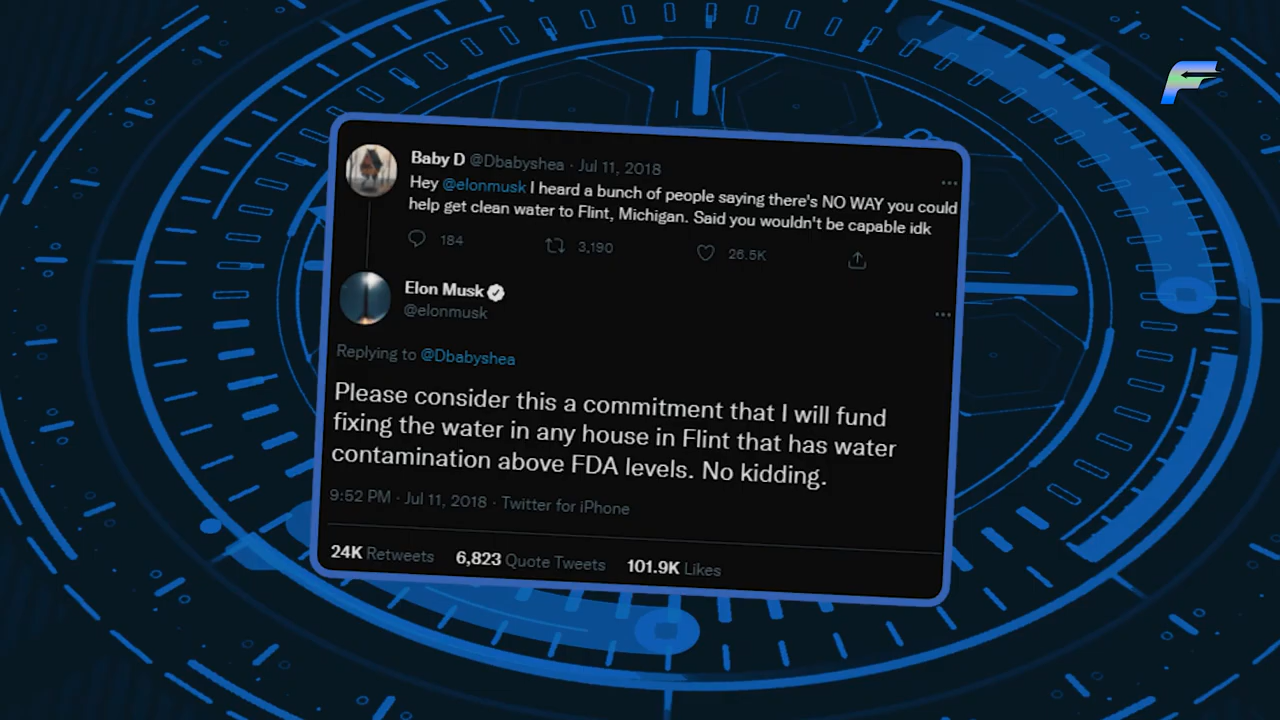 Baby D @Dbabyshea · Jul 11, 2018
Hey @elonmusk I heard a bunch of people saying there's NO WAY you could
help get clean water to Flint, Michigan. Said you wouldn't be capable idk
184 3,190 26.5K
Elon Musk
@elonmusk
Replying to @Dbabyshea
Please consider this a commitment that I will fund
fixing the water in any house in Flint that has water
contamination above FDA levels. No kidding.
9:52 PM · Jul 11, 2018 · Twitter for iPhone
24K Retweets 6,823 Quote Tweets 101.9K Likes